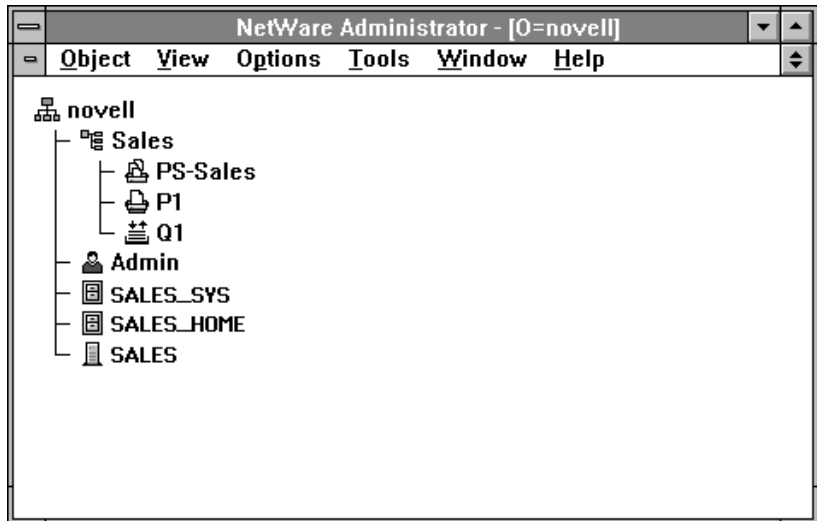 NetWare Administrator - [O=novell]
Object View Options Tools Window Help
novell
Sales
PS-Sales
P1
Q1
Admin
SALES_SYS
SALES_HOME
SALES